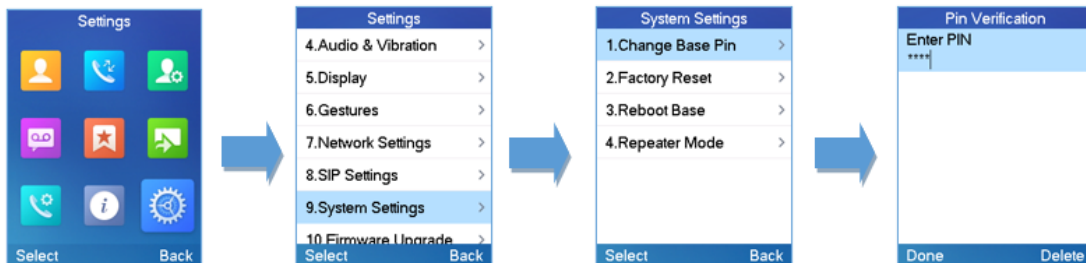 Settings
Select Back
Settings
4.Audio & Vibration
5.Display
6.Gestures
7.Network Settings
8.SIP Settings
9.System Settings
10.Firmware Upgrade
Select Back
System Settings
1.Change Base Pin
2.Factory Reset
3.Reboot Base
4.Repeater Mode
Select Back
Pin Verification
Enter PIN
****
Done Delete